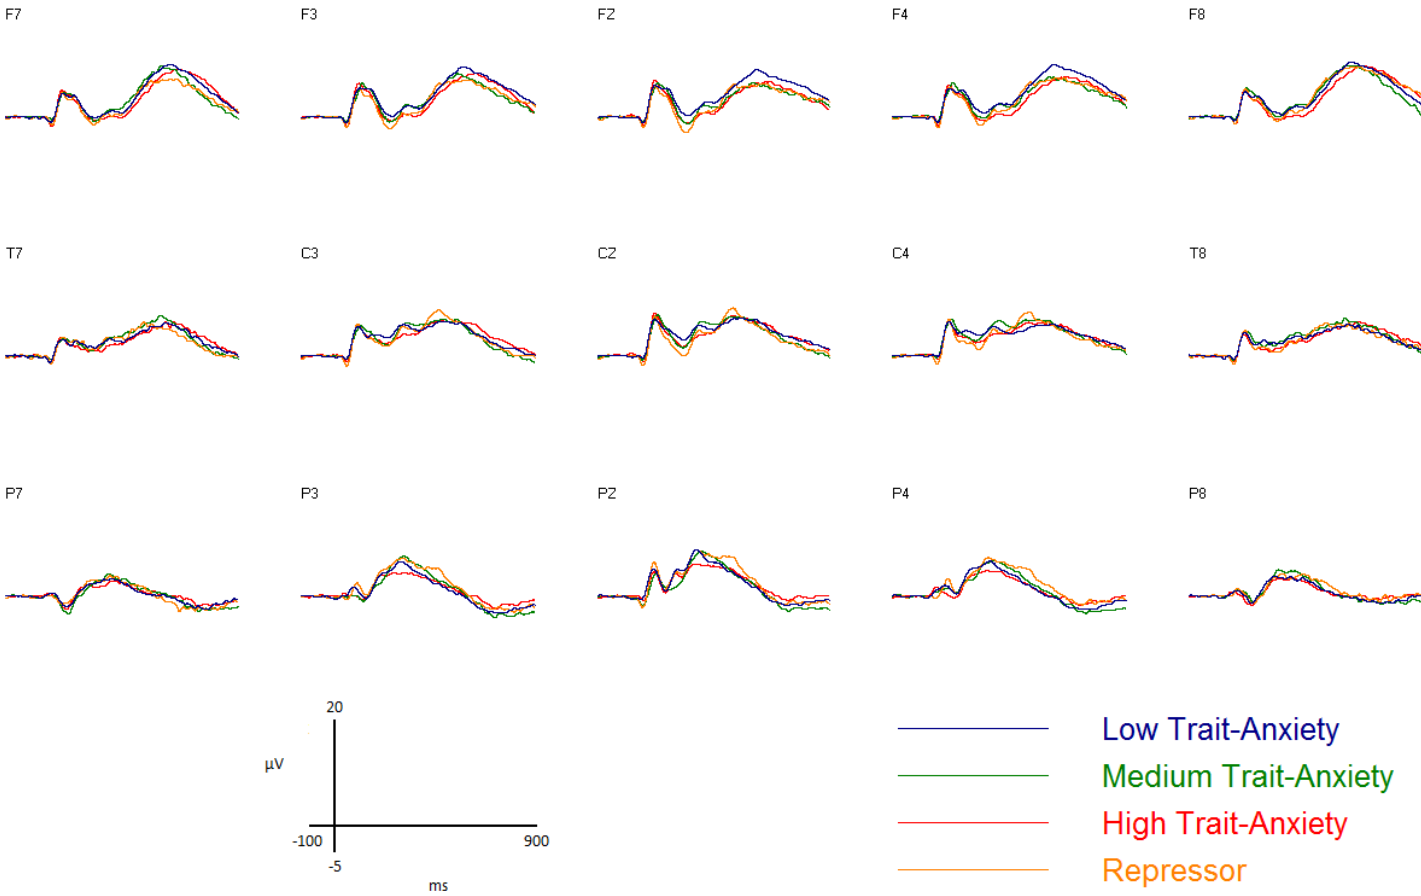 F7 F3 FZ F4 F8
T7 C3 CZ C4 T8
P7 P3 PZ P4 P8
20
µV
-100 900
-5
ms
Low Trait-Anxiety
Medium Trait-Anxiety
High Trait-Anxiety
Repressor